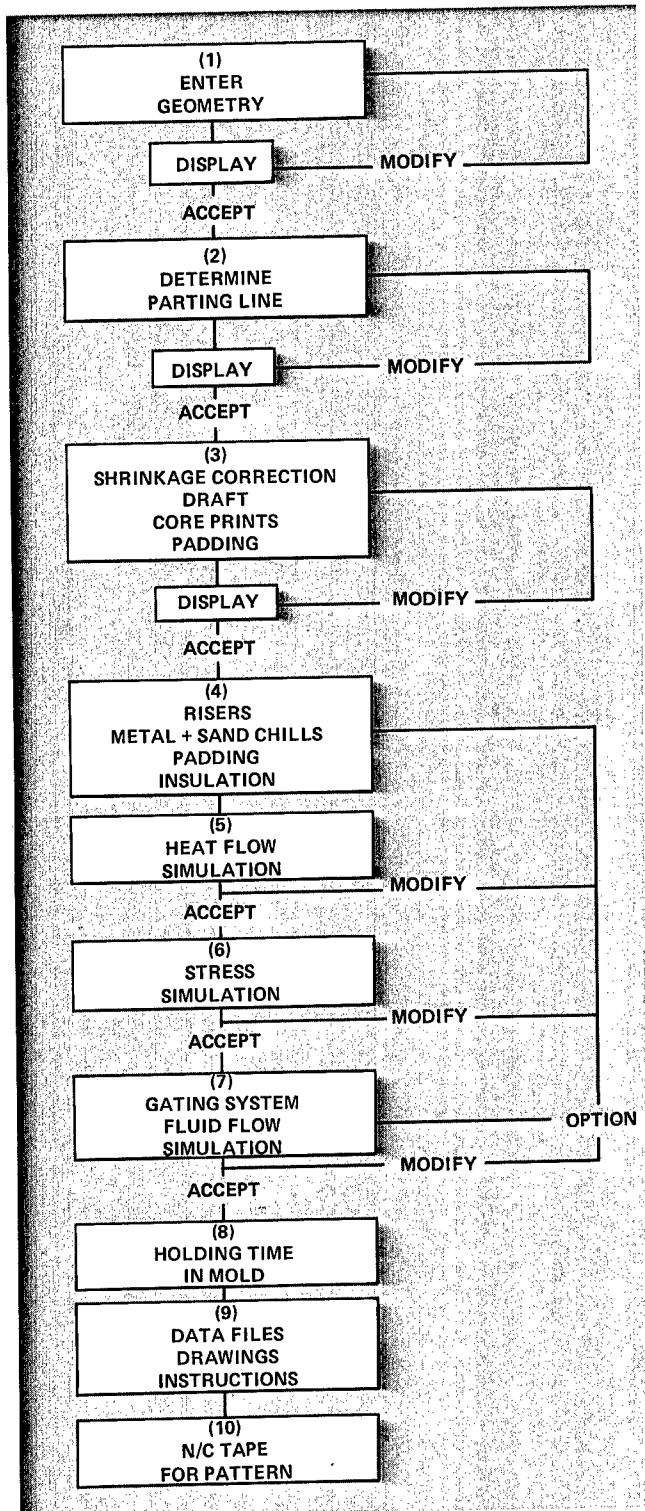 (1)
ENTER
GEOMETRY
DISPLAY
MODIFY
ACCEPT
(2)
DETERMINE
PARTING LINE
DISPLAY
MODIFY
ACCEPT
(3)
SHRINKAGE CORRECTION
DRAFT
CORE PRINTS
PADDING
DISPLAY
MODIFY
ACCEPT
(4)
RISERS
METAL + SAND CHILLS
PADDING
INSULATION
(5)
HEAT FLOW
SIMULATION
MODIFY
ACCEPT
(6)
STRESS
SIMULATION
MODIFY
ACCEPT
(7)
GATING SYSTEM
FLUID FLOW
SIMULATION
OPTION
MODIFY
ACCEPT
(8)
HOLDING TIME
IN MOLD
(9)
DATA FILES
DRAWINGS
INSTRUCTIONS
(10)
N/C TAPE
FOR PATTERN